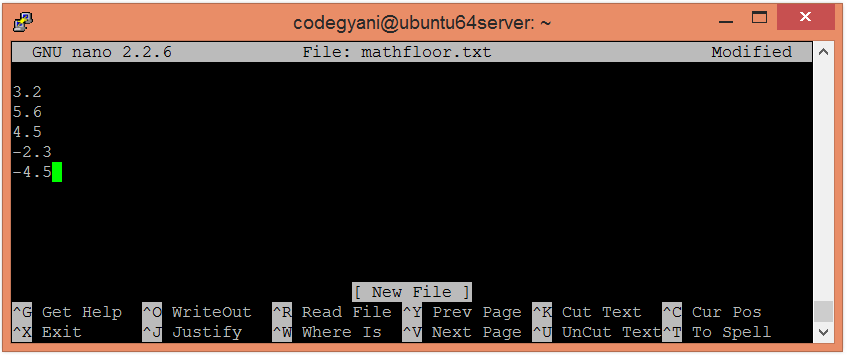 codegyani@ubuntu64server: ~
GNU nano 2.2.6 File: mathfloor.txt Modified
3.2
5.6
4.5
-2.3
-4.5
[ New File ]
^G Get Help ^O WriteOut ^R Read File ^Y Prev Page ^K Cut Text ^C Cur Pos
^X Exit ^J Justify ^W Where Is ^V Next Page ^U UnCut Text ^T To Spell